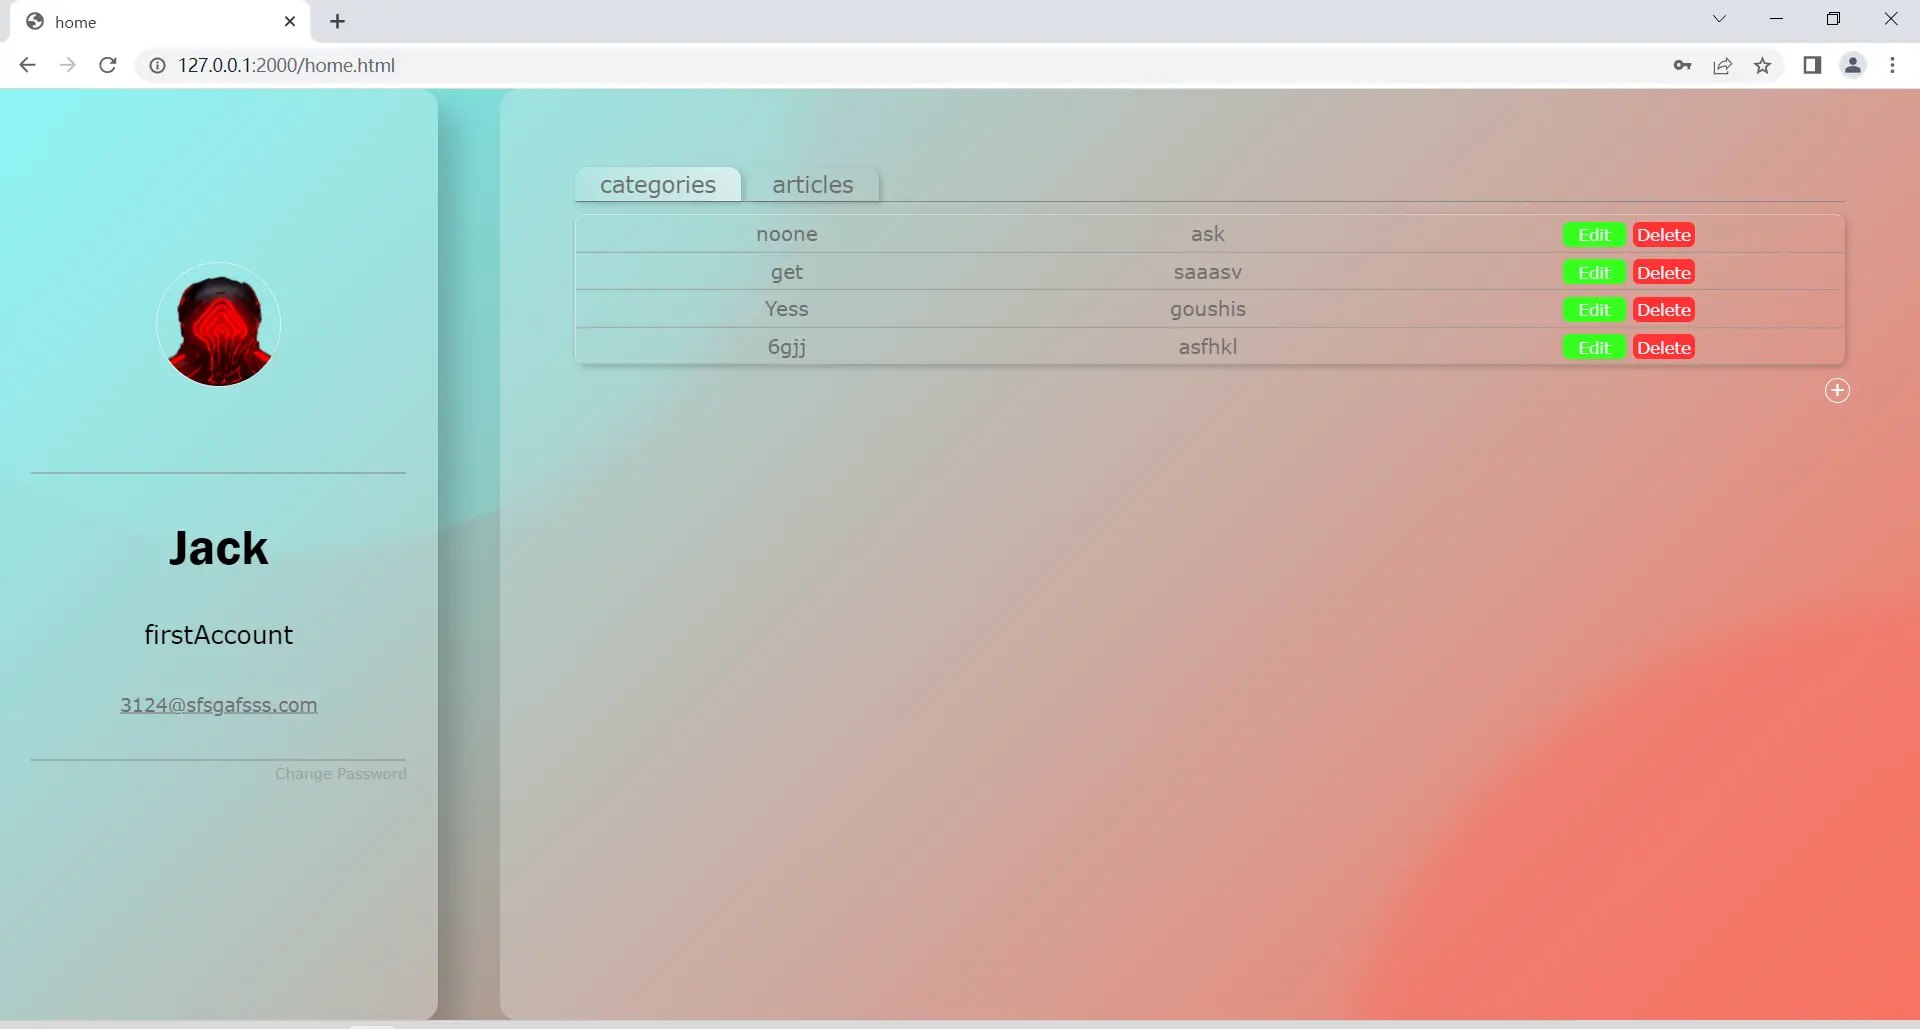 home
127.0.0.1:2000/home.html
categories articles
noone ask Edit Delete
get saaasv Edit Delete
Yess goushis Edit Delete
6gjj asfhkl Edit Delete
Jack
firstAccount
3124@sfsgafsss.com
Change Password